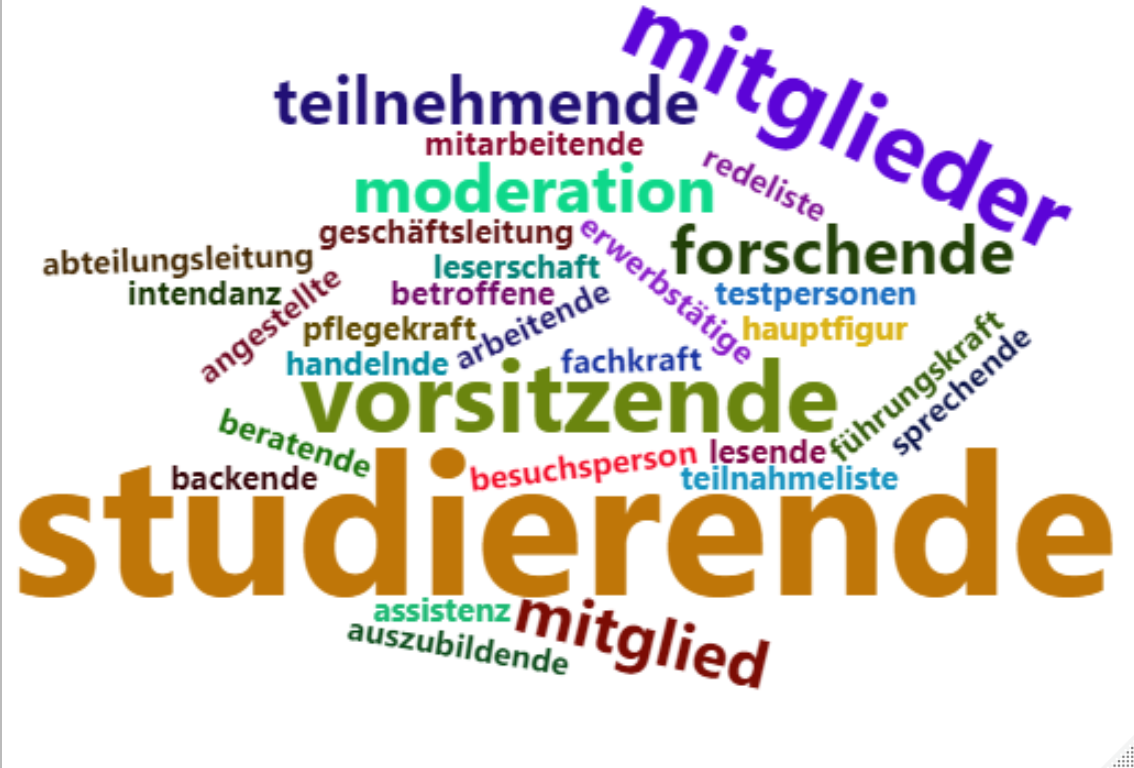 mitglieder
teilnehmende
mitarbeitende
redeliste
moderation
geschäftsleitung
erwerbstätige
forschende
abteilungsleitung
leserschaft
intendanz
angestellte
betroffene
arbeitende
testpersonen
pflegekraft
hauptfigur
handelnde
fachkraft
führungskraft
sprechende
vorsitzende
beratende
besuchsperson
lesende
backende
teilnahmeliste
studierende
assistenz
mitglied
auszubildende